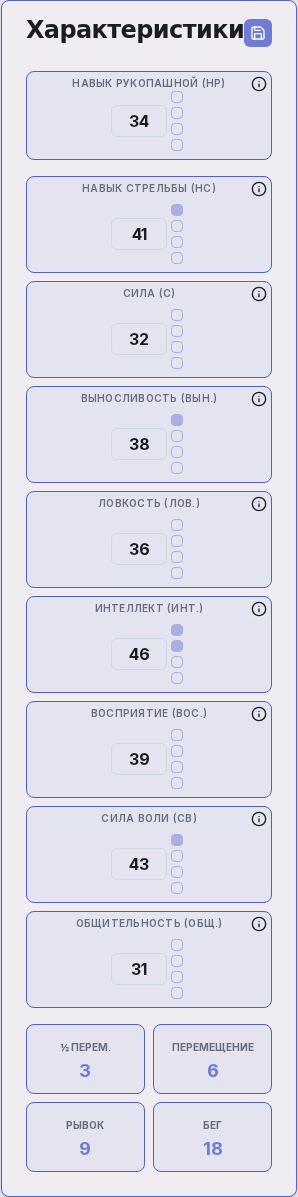 Характеристики
НАВЫК РУКОПАШНОЙ (НР)
34
НАВЫК СТРЕЛЬБЫ (НС)
41
СИЛА (С)
32
ВЫНОСЛИВОСТЬ (ВЫН.)
38
ЛОВКОСТЬ (ЛОВ.)
36
ИНТЕЛЛЕКТ (ИНТ.)
46
ВОСПРИЯТИЕ (ВОС.)
39
СИЛА ВОЛИ (СВ)
43
ОБЩИТЕЛЬНОСТЬ (ОБЩ.)
31
½ ПЕРЕМ.
3
ПЕРЕМЕЩЕНИЕ
6
РЫВОК
9
БЕГ
18